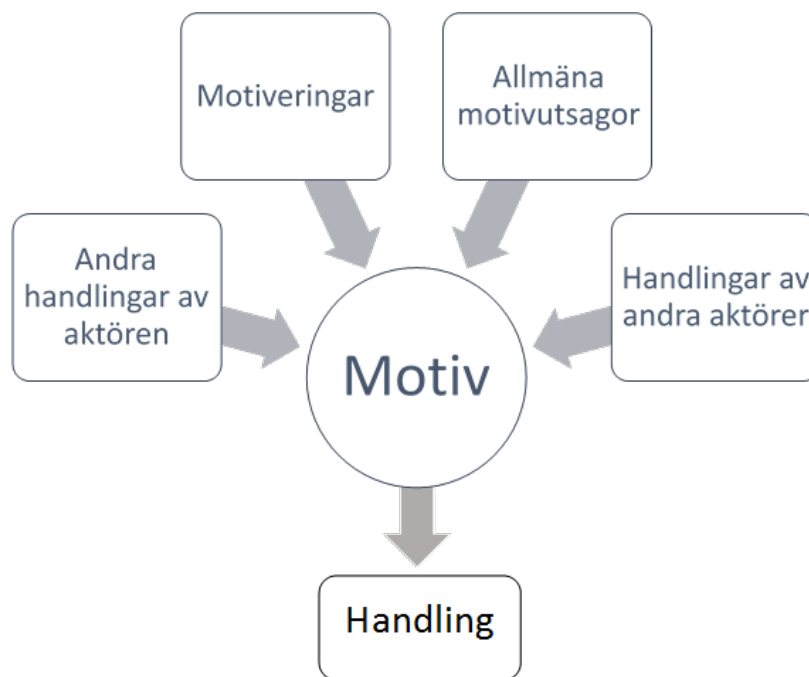 Motiveringar
Allmäna
motivutsagor
Andra
handlingar av
aktören
Handlingar av
andra aktörer
Motiv
Handling